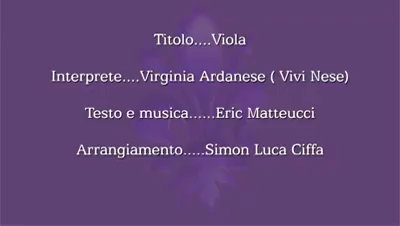 Titolo....Viola
Interprete....Virginia Ardanese ( Vivi Nese)
Testo e musica......Eric Matteucci
Arrangiamento.....Simon Luca Ciffa